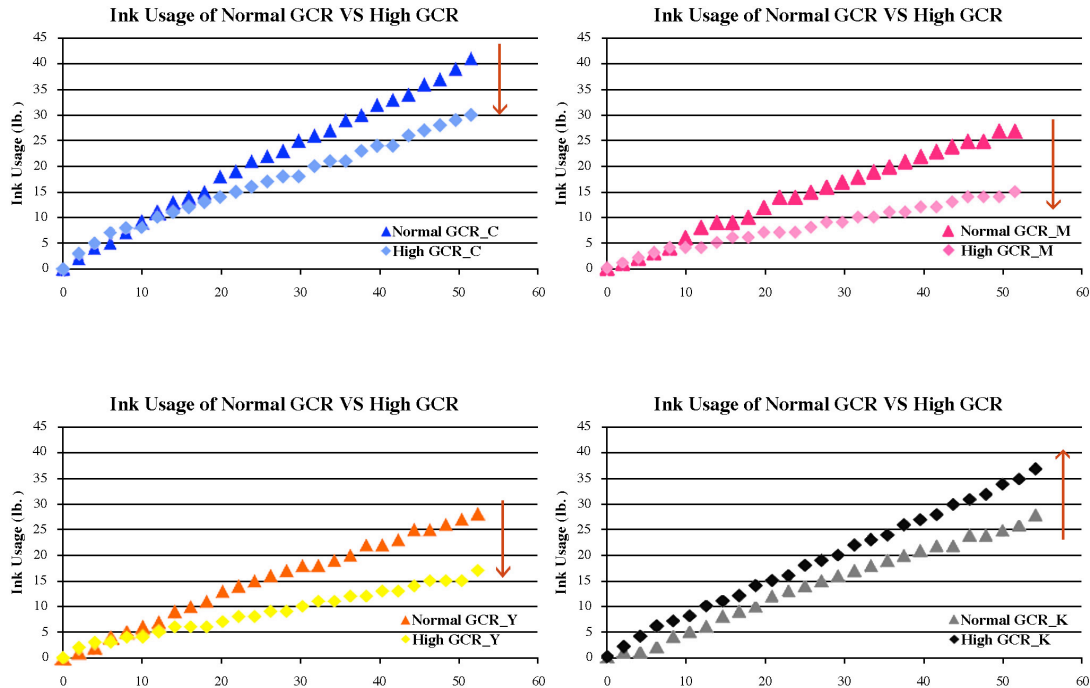 Ink Usage of Normal GCR VS High GCR
Ink Usage (lb. )
45
40
35
30
25
20
15
10
5
0
0 10 20 30 40 50 60
Normal GCR_C
High GCR_C
Ink Usage of Normal GCR VS High GCR
Ink Usage (lb. )
45
40
35
30
25
20
15
10
5
0
0 10 20 30 40 50 60
Normal GCR_M
High GCR_M
Ink Usage of Normal GCR VS High GCR
Ink Usage (lb. )
45
40
35
30
25
20
15
10
5
0
0 10 20 30 40 50 60
Normal GCR_Y
High GCR_Y
Ink Usage of Normal GCR VS High GCR
Ink Usage (lb. )
45
40
35
30
25
20
15
10
5
0
0 10 20 30 40 50 60
Normal GCR_K
High GCR_K